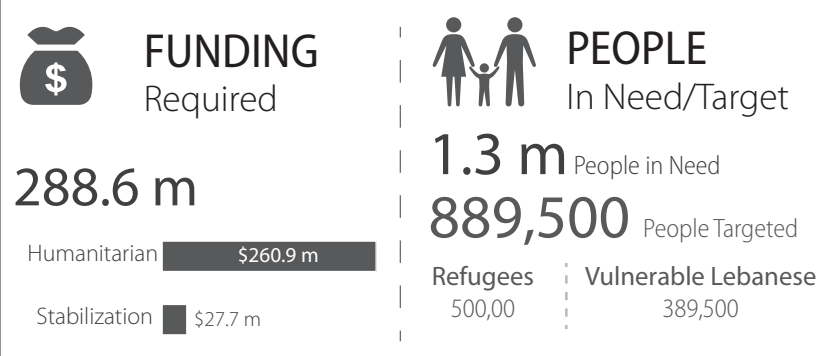 $
FUNDING
Required
288.6 m
Humanitarian $260.9 m
Stabilization $27.7 m
PEOPLE
In Need/Target
1.3 m People in Need
889,500 People Targeted
Refugees Vulnerable Lebanese
500,00 389,500